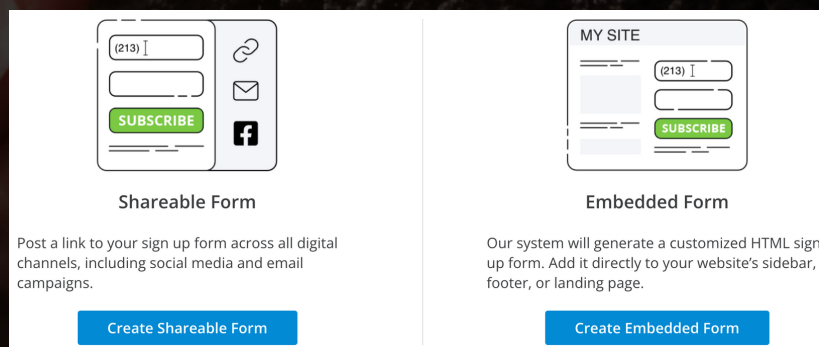 (213)
SUBSCRIBE
Shareable Form
Post a link to your sign up form across all digital
channels, including social media and email
campaigns.
Create Shareable Form
MY SITE
(213)
SUBSCRIBE
Embedded Form
Our system will generate a customized HTML sign
up form. Add it directly to your website’s sidebar,
footer, or landing page.
Create Embedded Form